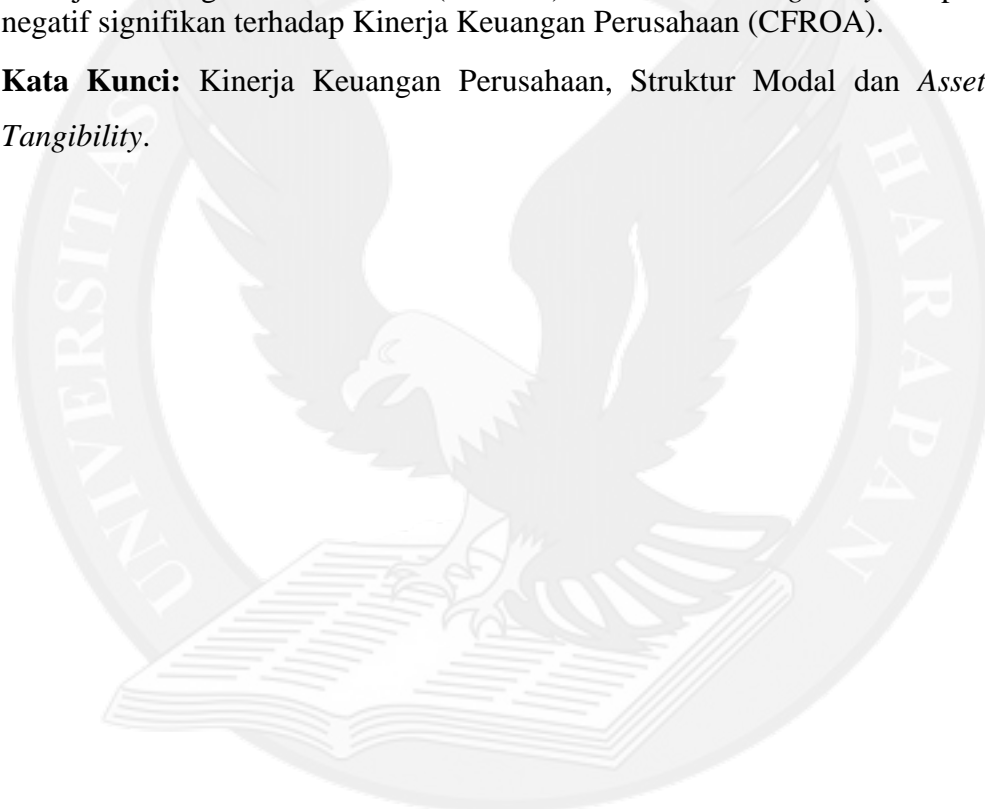 negatif signifikan terhadap Kinerja Keuangan Perusahaan (CFROA).
Kata Kunci: Kinerja Keuangan Perusahaan, Struktur Modal dan Asset
Tangibility.
UNIVERSITAS
HARAPAN